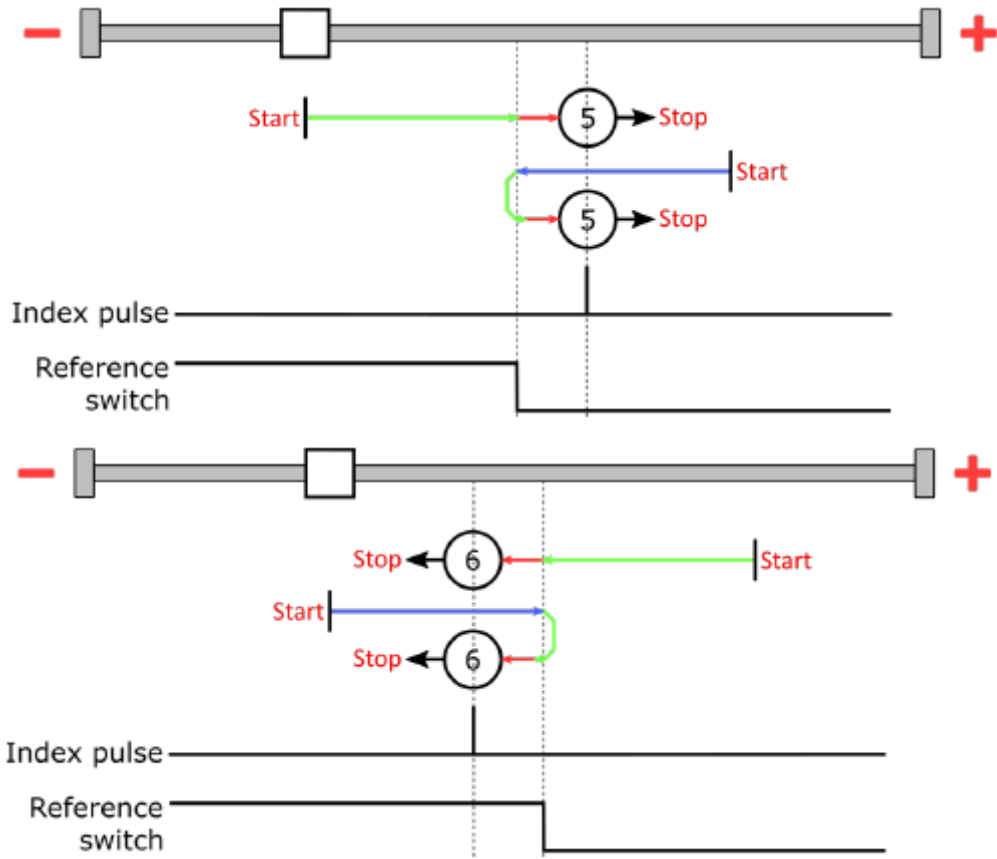 − +
Start 5 Stop
Start
5 Stop
Index pulse
Reference
switch
− +
Stop 6 Start
Start
Stop 6
Index pulse
Reference
switch